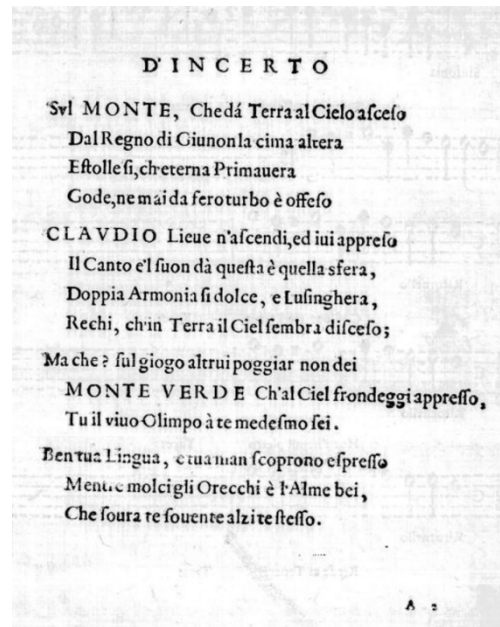 D'INCERTO
Svl MONTE, Che dá Terra al Cielo asceso
Dal Regno di Giunon la cima altera
Estolle si, ch'eterna Primauera
Gode, ne mai da fero turbo è offeso
CLAVDIO Lieue n'ascendi, ed iui appreso
Il Canto e'l suon dà questa è quella sfera,
Doppia Armonia si dolce, e Lusinghera,
Rechi, ch'in Terra il Ciel sembra disceso;
Ma che? sul giogo altrui poggiar non dei
MONTE VERDE Ch'al Ciel frondeggi appresso,
Tu il viuo Olimpo à te medesmo sei.
Ben tua Lingua, e tua man scoprono espresso
Mentre molci gli Orecchi è l'Alme bei,
Che soura te souente alzi te stesso.
A 2